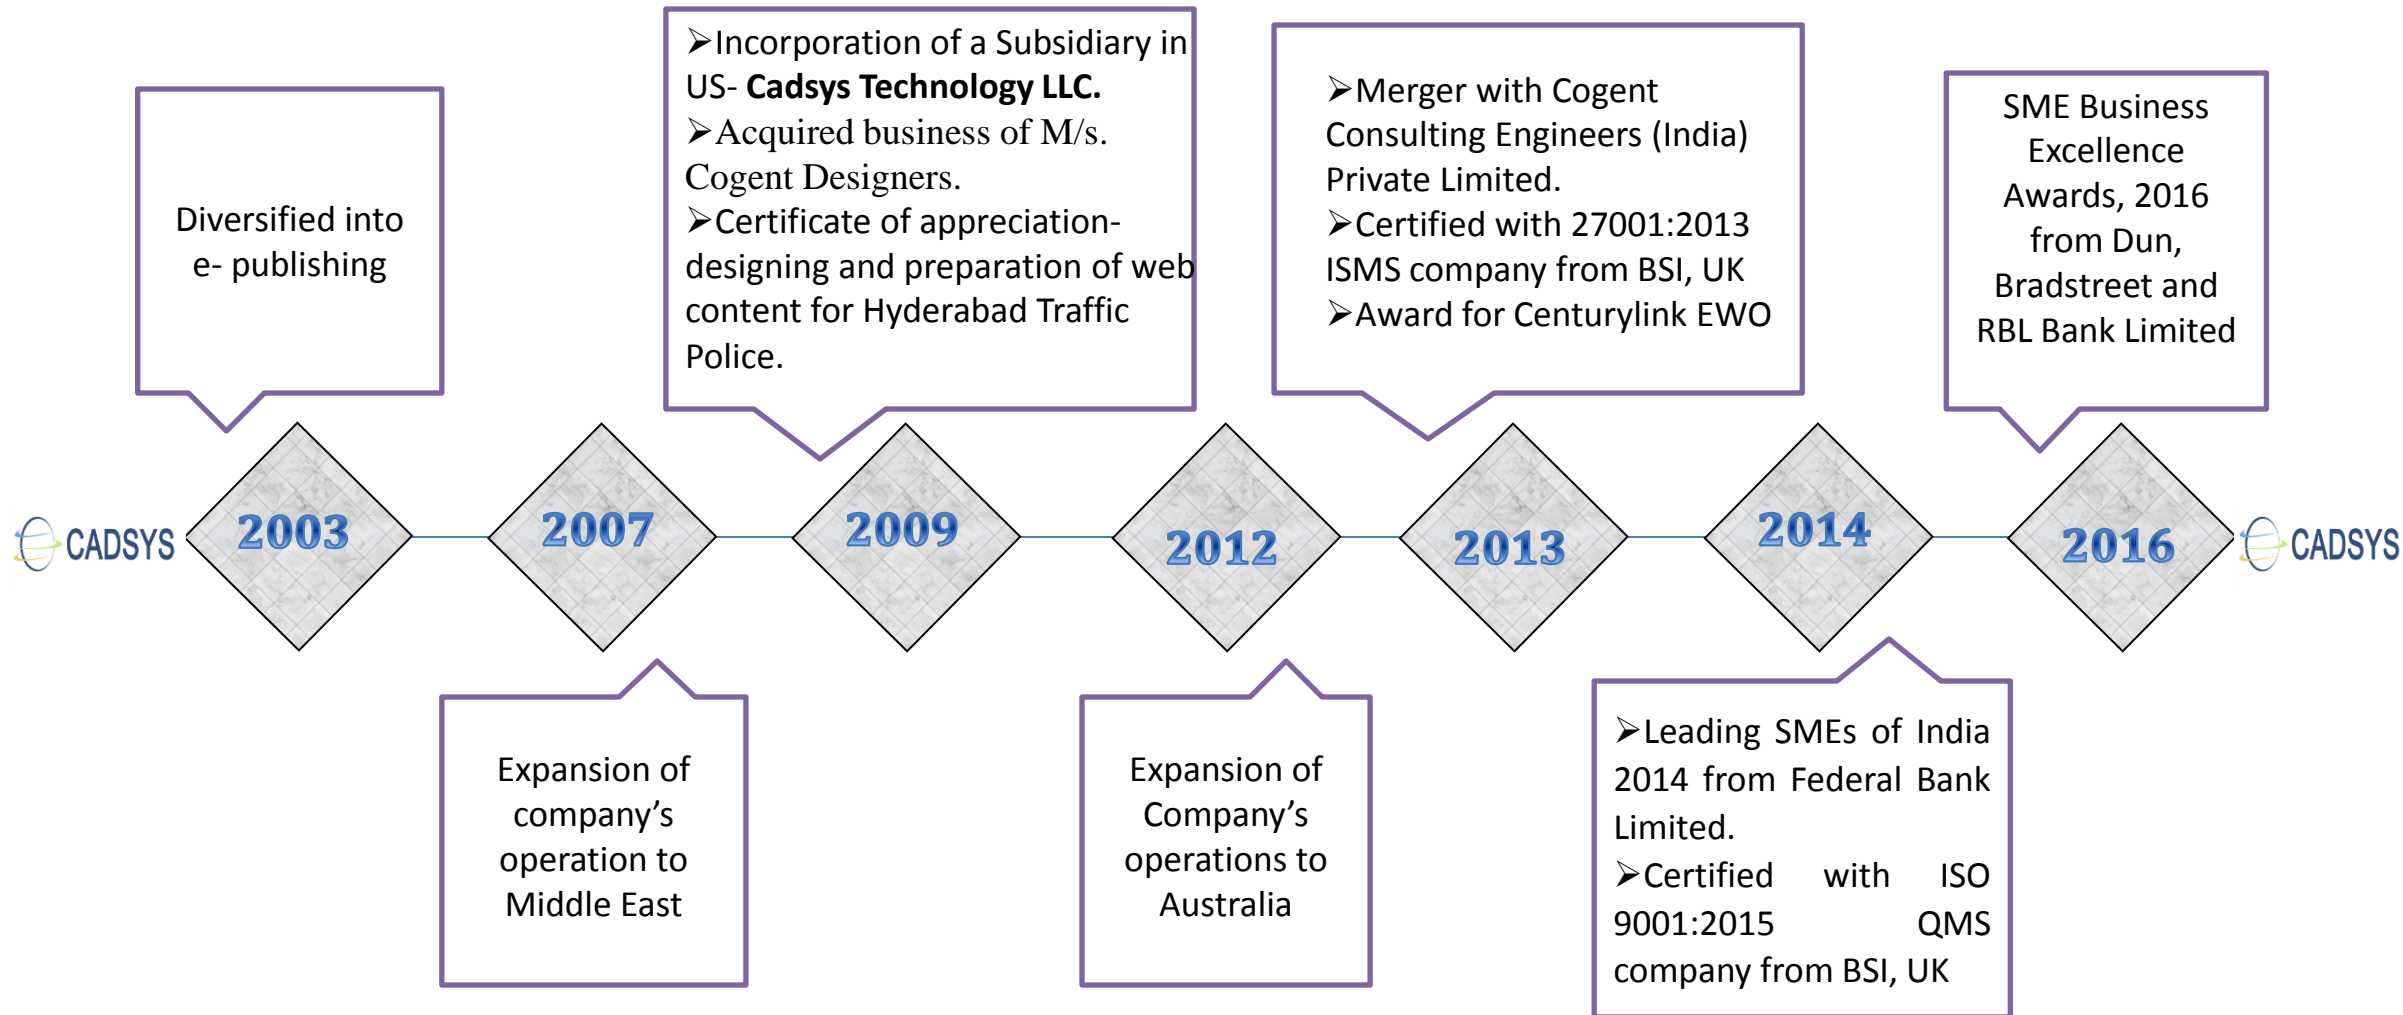 Diversified into
e- publishing
➢Incorporation of a Subsidiary in
US- Cadsys Technology LLC.
➢Acquired business of M/s.
Cogent Designers.
➢Certificate of appreciation-
designing and preparation of web
content for Hyderabad Traffic
Police.
➢Merger with Cogent
Consulting Engineers (India)
Private Limited.
➢Certified with 27001:2013
ISMS company from BSI, UK
➢Award for Centurylink EWO
SME Business
Excellence
Awards, 2016
from Dun,
Bradstreet and
RBL Bank Limited
CADSYS
2003
2007
2009
2012
2013
2014
2016
CADSYS
Expansion of
company’s
operation to
Middle East
Expansion of
Company’s
operations to
Australia
➢Leading SMEs of India
2014 from Federal Bank
Limited.
➢Certified with ISO
9001:2015 QMS
company from BSI, UK